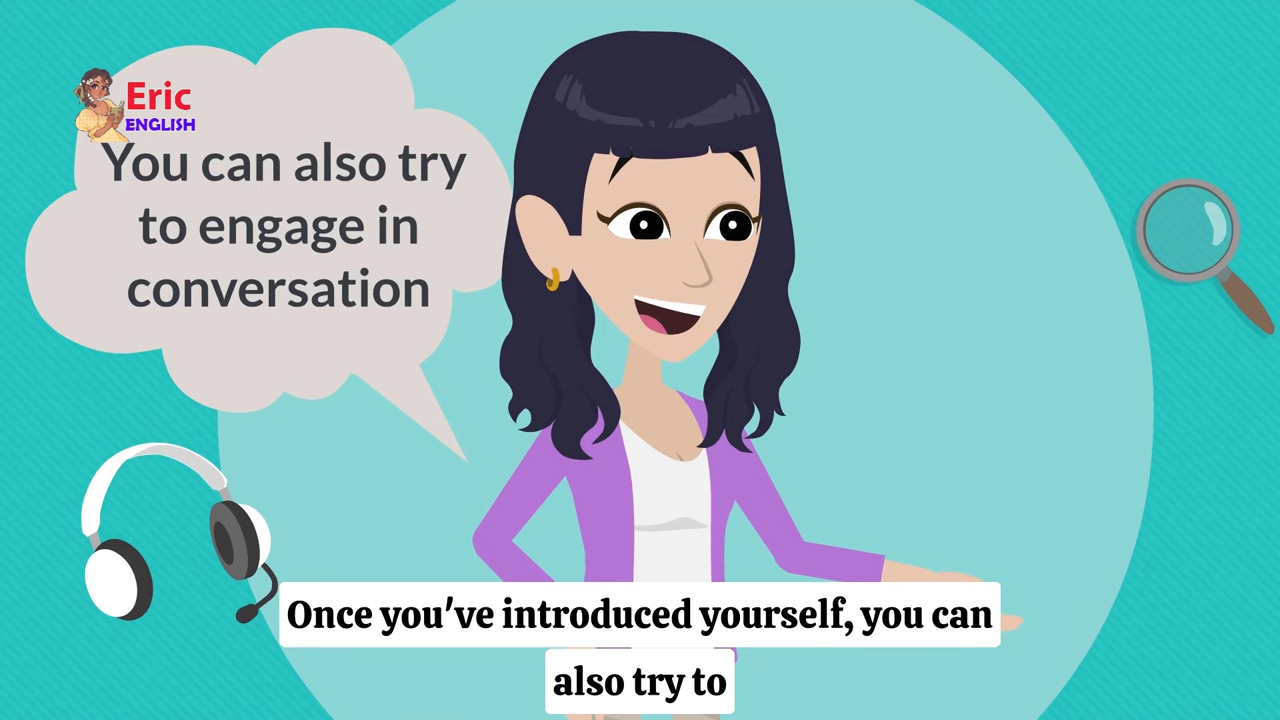 Eric
ENGLISH
You can also try
to engage in
conversation
Once you've introduced yourself, you can
also try to